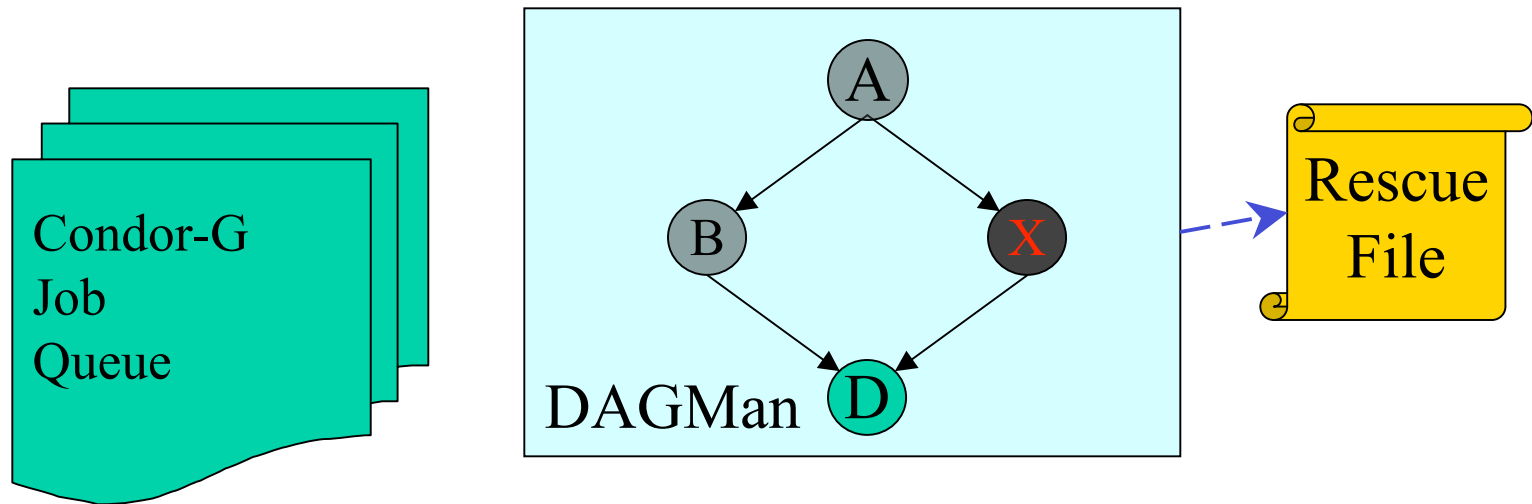 Condor-G
Job
Queue
A
B
X
D
DAGMan
Rescue
File